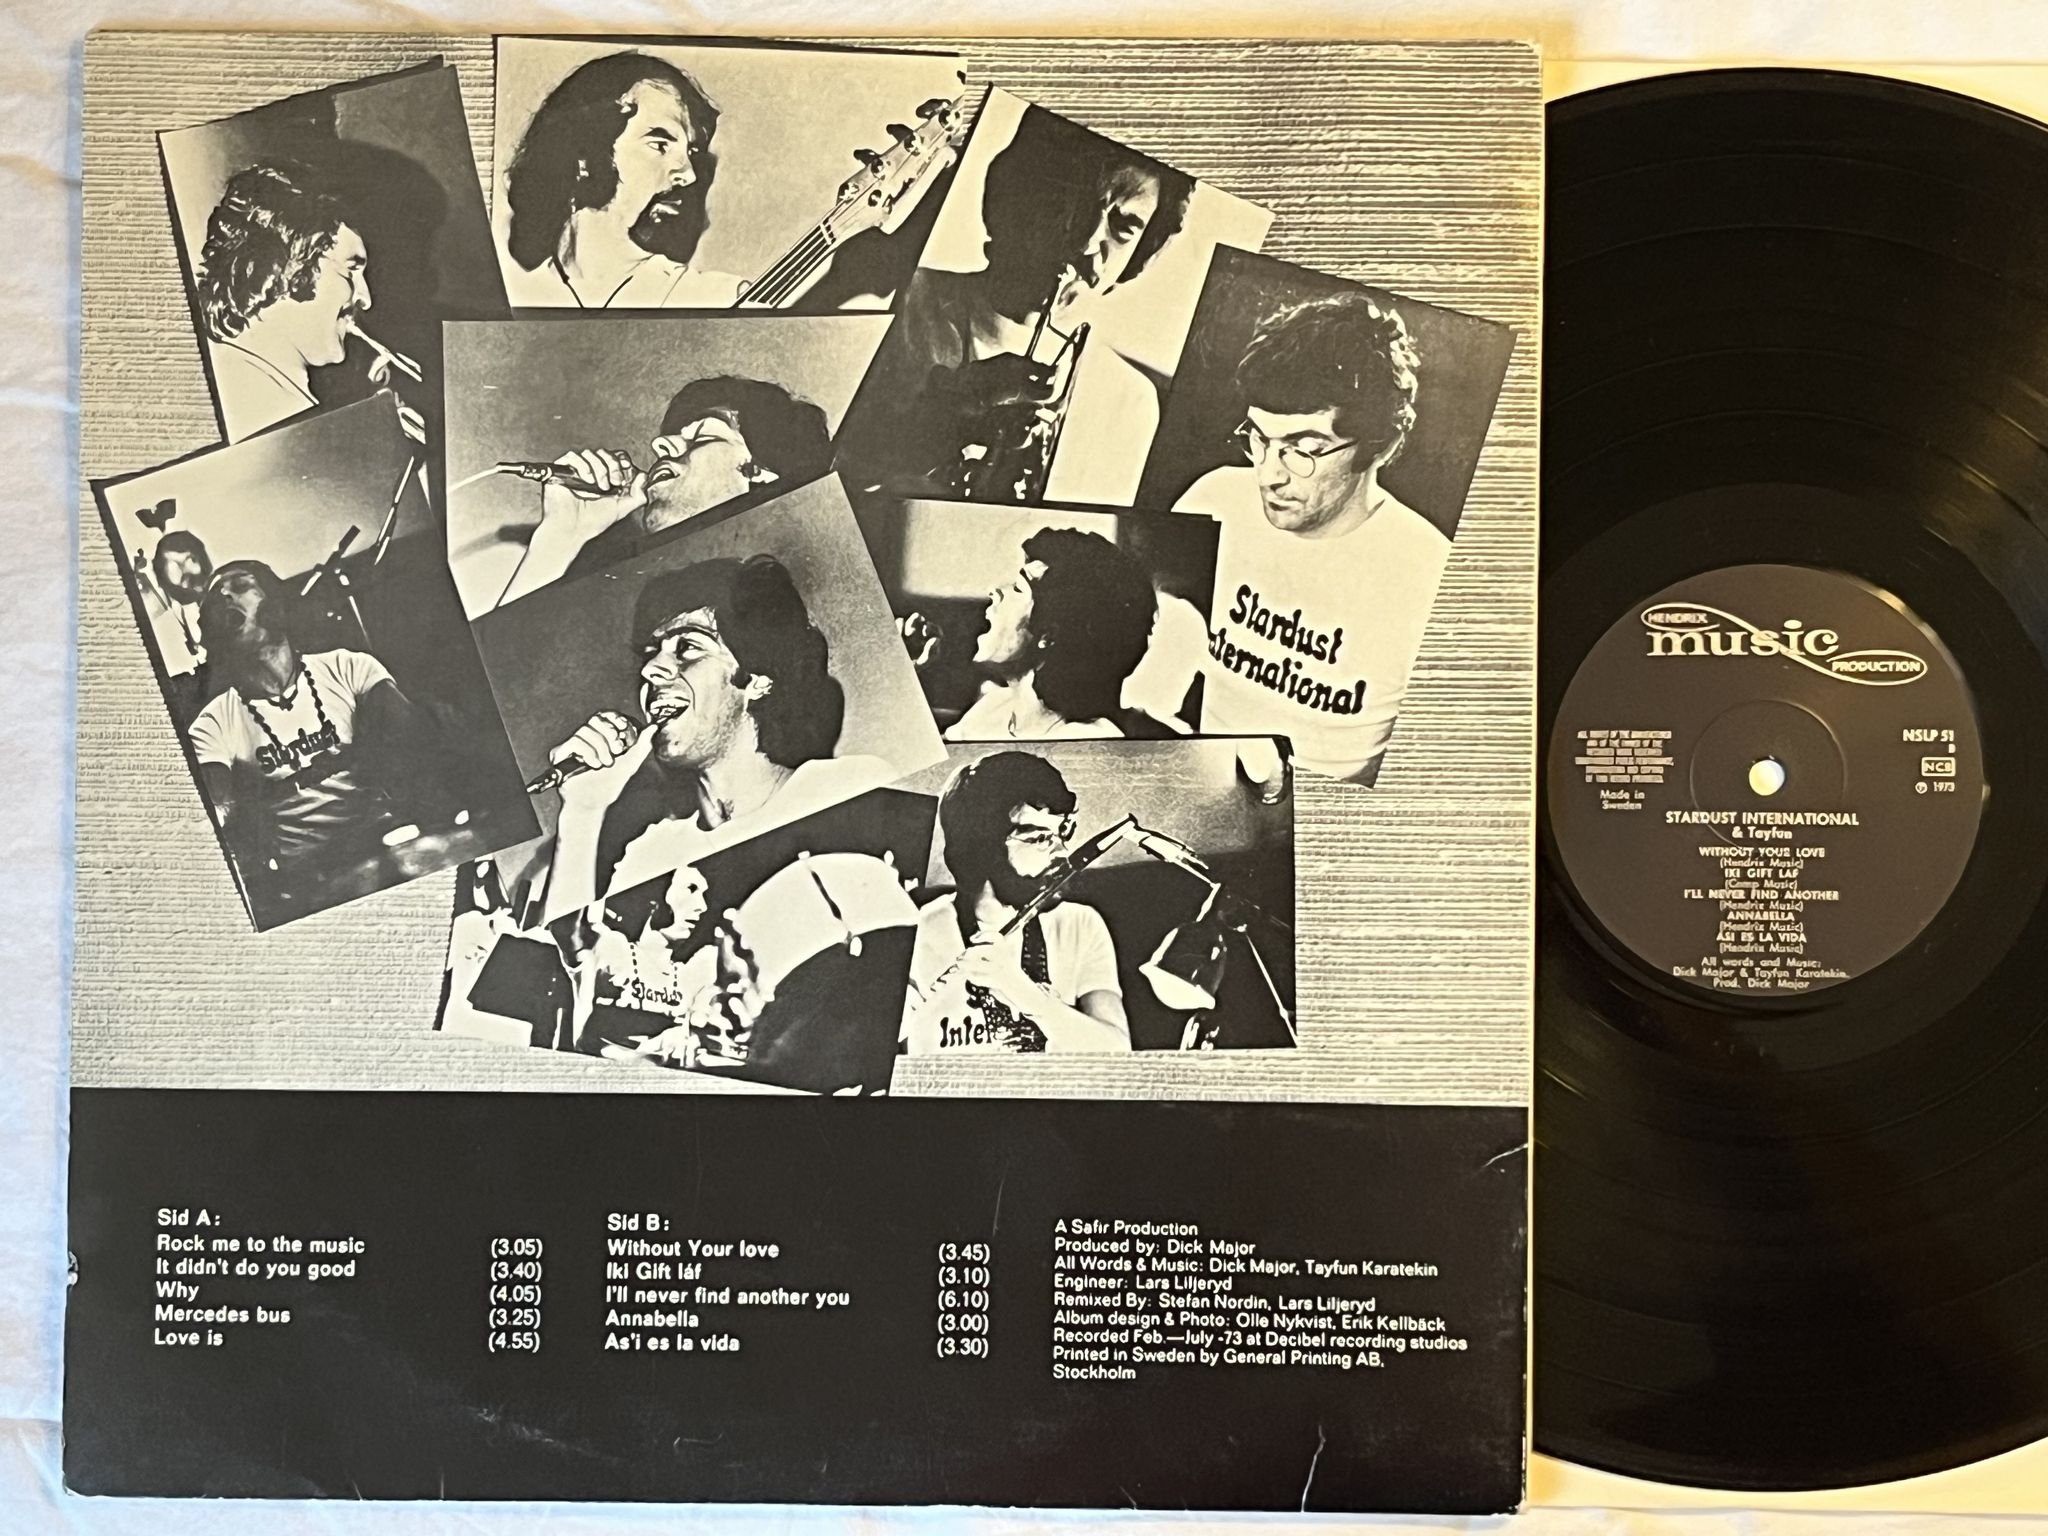 Stardust
International
Stardust
Stardus
Inter
Sid A:
Rock me to the music (3.05)
It didn't do you good (3.40)
Why (4.05)
Mercedes bus (3.25)
Love is (4.55)
Sid B:
Without Your love (3.45)
Iki Gift láf (3.10)
I'll never find another you (6.10)
Annabella (3.00)
As'i es la vida (3.30)
A Safir Production
Produced by: Dick Major
All Words & Music: Dick Major, Tayfun Karatekin
Engineer: Lars Liljeryd
Remixed By: Stefan Nordin, Lars Liljeryd
Album design & Photo: Olle Nykvist, Erik Kellbäck
Recorded Feb.—July -73 at Decibel recording studios
Printed in Sweden by General Printing AB,
Stockholm
HENDRIX
music
PRODUCTION
NSLP 51
B
NCB
℗ 1973
Made in
Sweden
STARDUST INTERNATIONAL
& Tayfun
WITHOUT YOUR LOVE
(Hendrix Music)
IKI GIFT LAF
(Comp Music)
I'LL NEVER FIND ANOTHER
(Hendrix Music)
ANNABELLA
(Hendrix Music)
ASI ES LA VIDA
(Hendrix Music)
All words and Music:
Dick Major & Tayfun Karatekin.
Prod. Dick Major